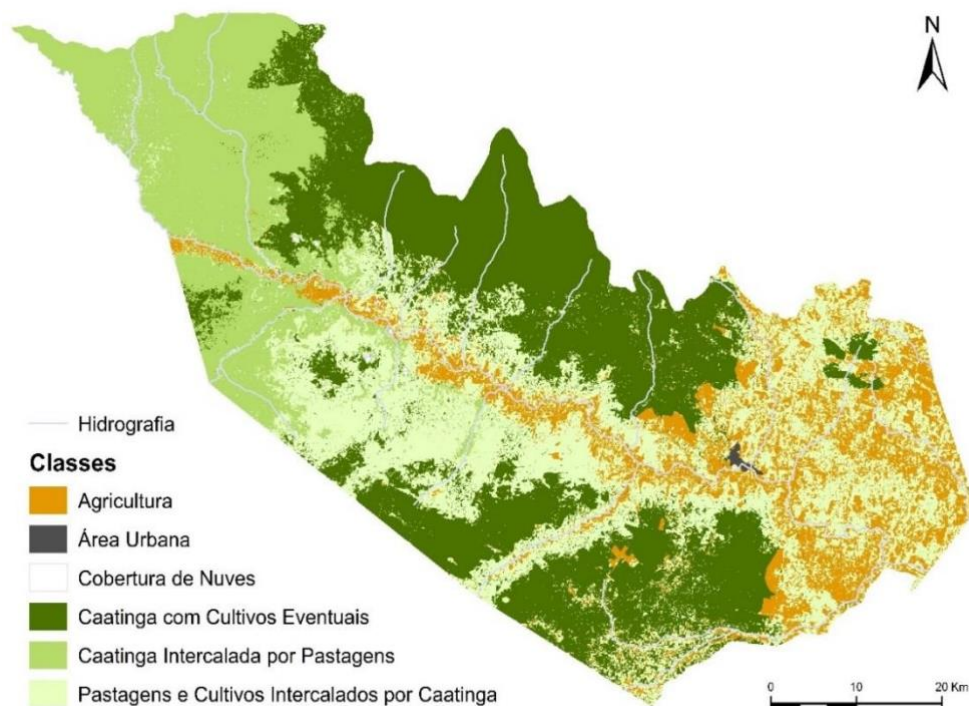 N
Hidrografia
Classes
Agricultura
Área Urbana
Cobertura de Nuves
Caatinga com Cultivos Eventuais
Caatinga Intercalada por Pastagens
Pastagens e Cultivos Intercalados por Caatinga
0 10 20 Km